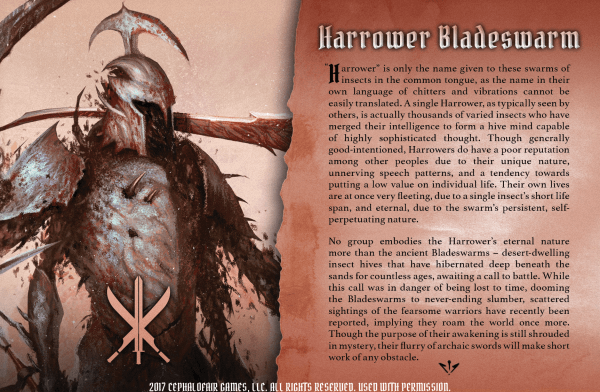 Harrower Bladeswarm
"Harrower" is only the name given to these swarms of
insects in the common tongue, as the name in their
own language of chitters and vibrations cannot be
easily translated. A single Harrower, as typically seen by
others, is actually thousands of varied insects who have
merged their intelligence to form a hive mind capable
of highly sophisticated thought. Though generally
good-intentioned, Harrowers do have a poor reputation
among other peoples due to their unique nature,
unnerving speech patterns, and a tendency towards
putting a low value on individual life. Their own lives
are at once very fleeting, due to a single insect's short life
span, and eternal, due to the swarm's persistent, self-
perpetuating nature.
No group embodies the Harrower's eternal nature
more than the ancient Bladeswarms – desert-dwelling
insect hives that have hibernated deep beneath the
sands for countless ages, awaiting a call to battle. While
this call was in danger of being lost to time, dooming
the Bladeswarms to never-ending slumber, scattered
sightings of the fearsome warriors have recently been
reported, implying they roam the world once more.
Though the purpose of their awakening is still shrouded
in mystery, their flurry of archaic swords will make short
work of any obstacle.
2017 CEPHALOFAIR GAMES, LLC. ALL RIGHTS RESERVED. USED WITH PERMISSION.